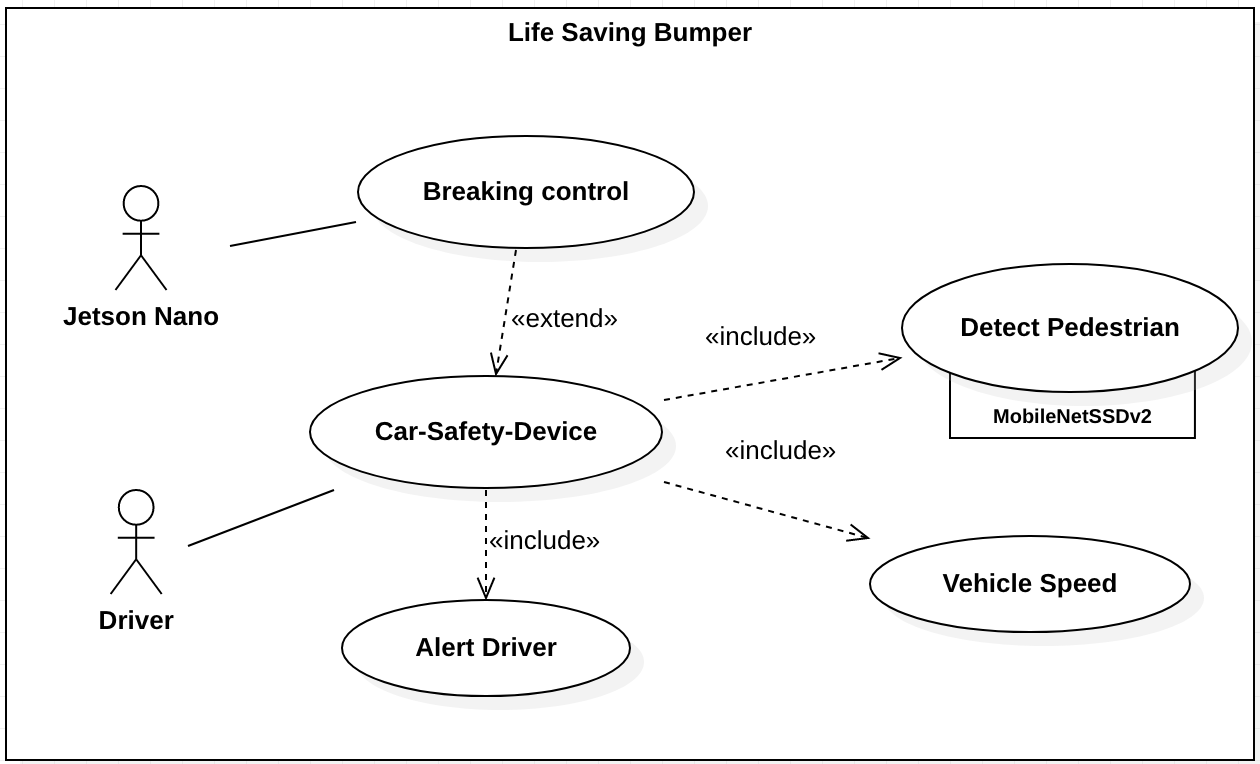 Life Saving Bumper
Breaking control
Jetson Nano
«extend»
«include»
Detect Pedestrian
MobileNetSSDv2
Car-Safety-Device
«include»
«include»
Vehicle Speed
Driver
Alert Driver